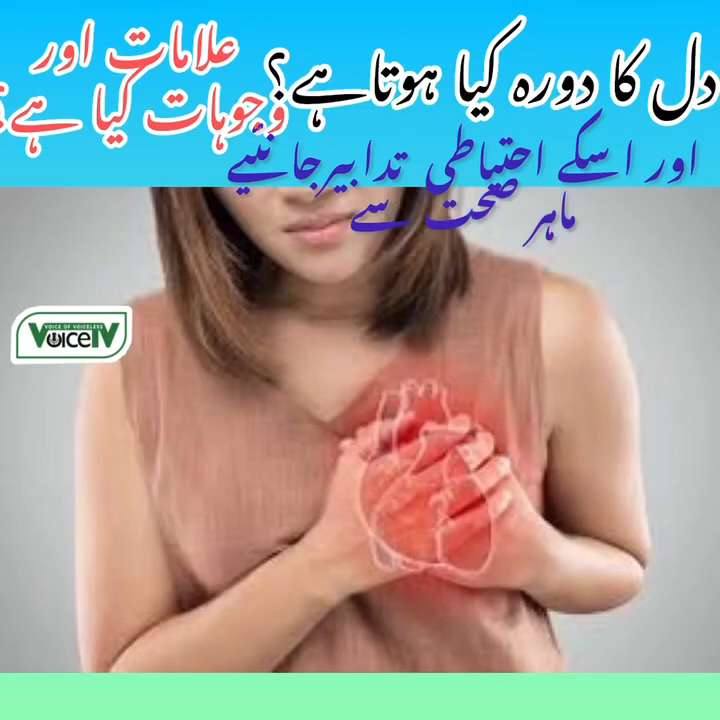 دل کا دورہ کیا ہوتا ہے؟
علامات اور
وجوہات کیا ہے؟
اور اسکے احتیاطی تدابیر جانئیے
ماہر صحت سے
VOICE OF VOICELESS
VOICETV